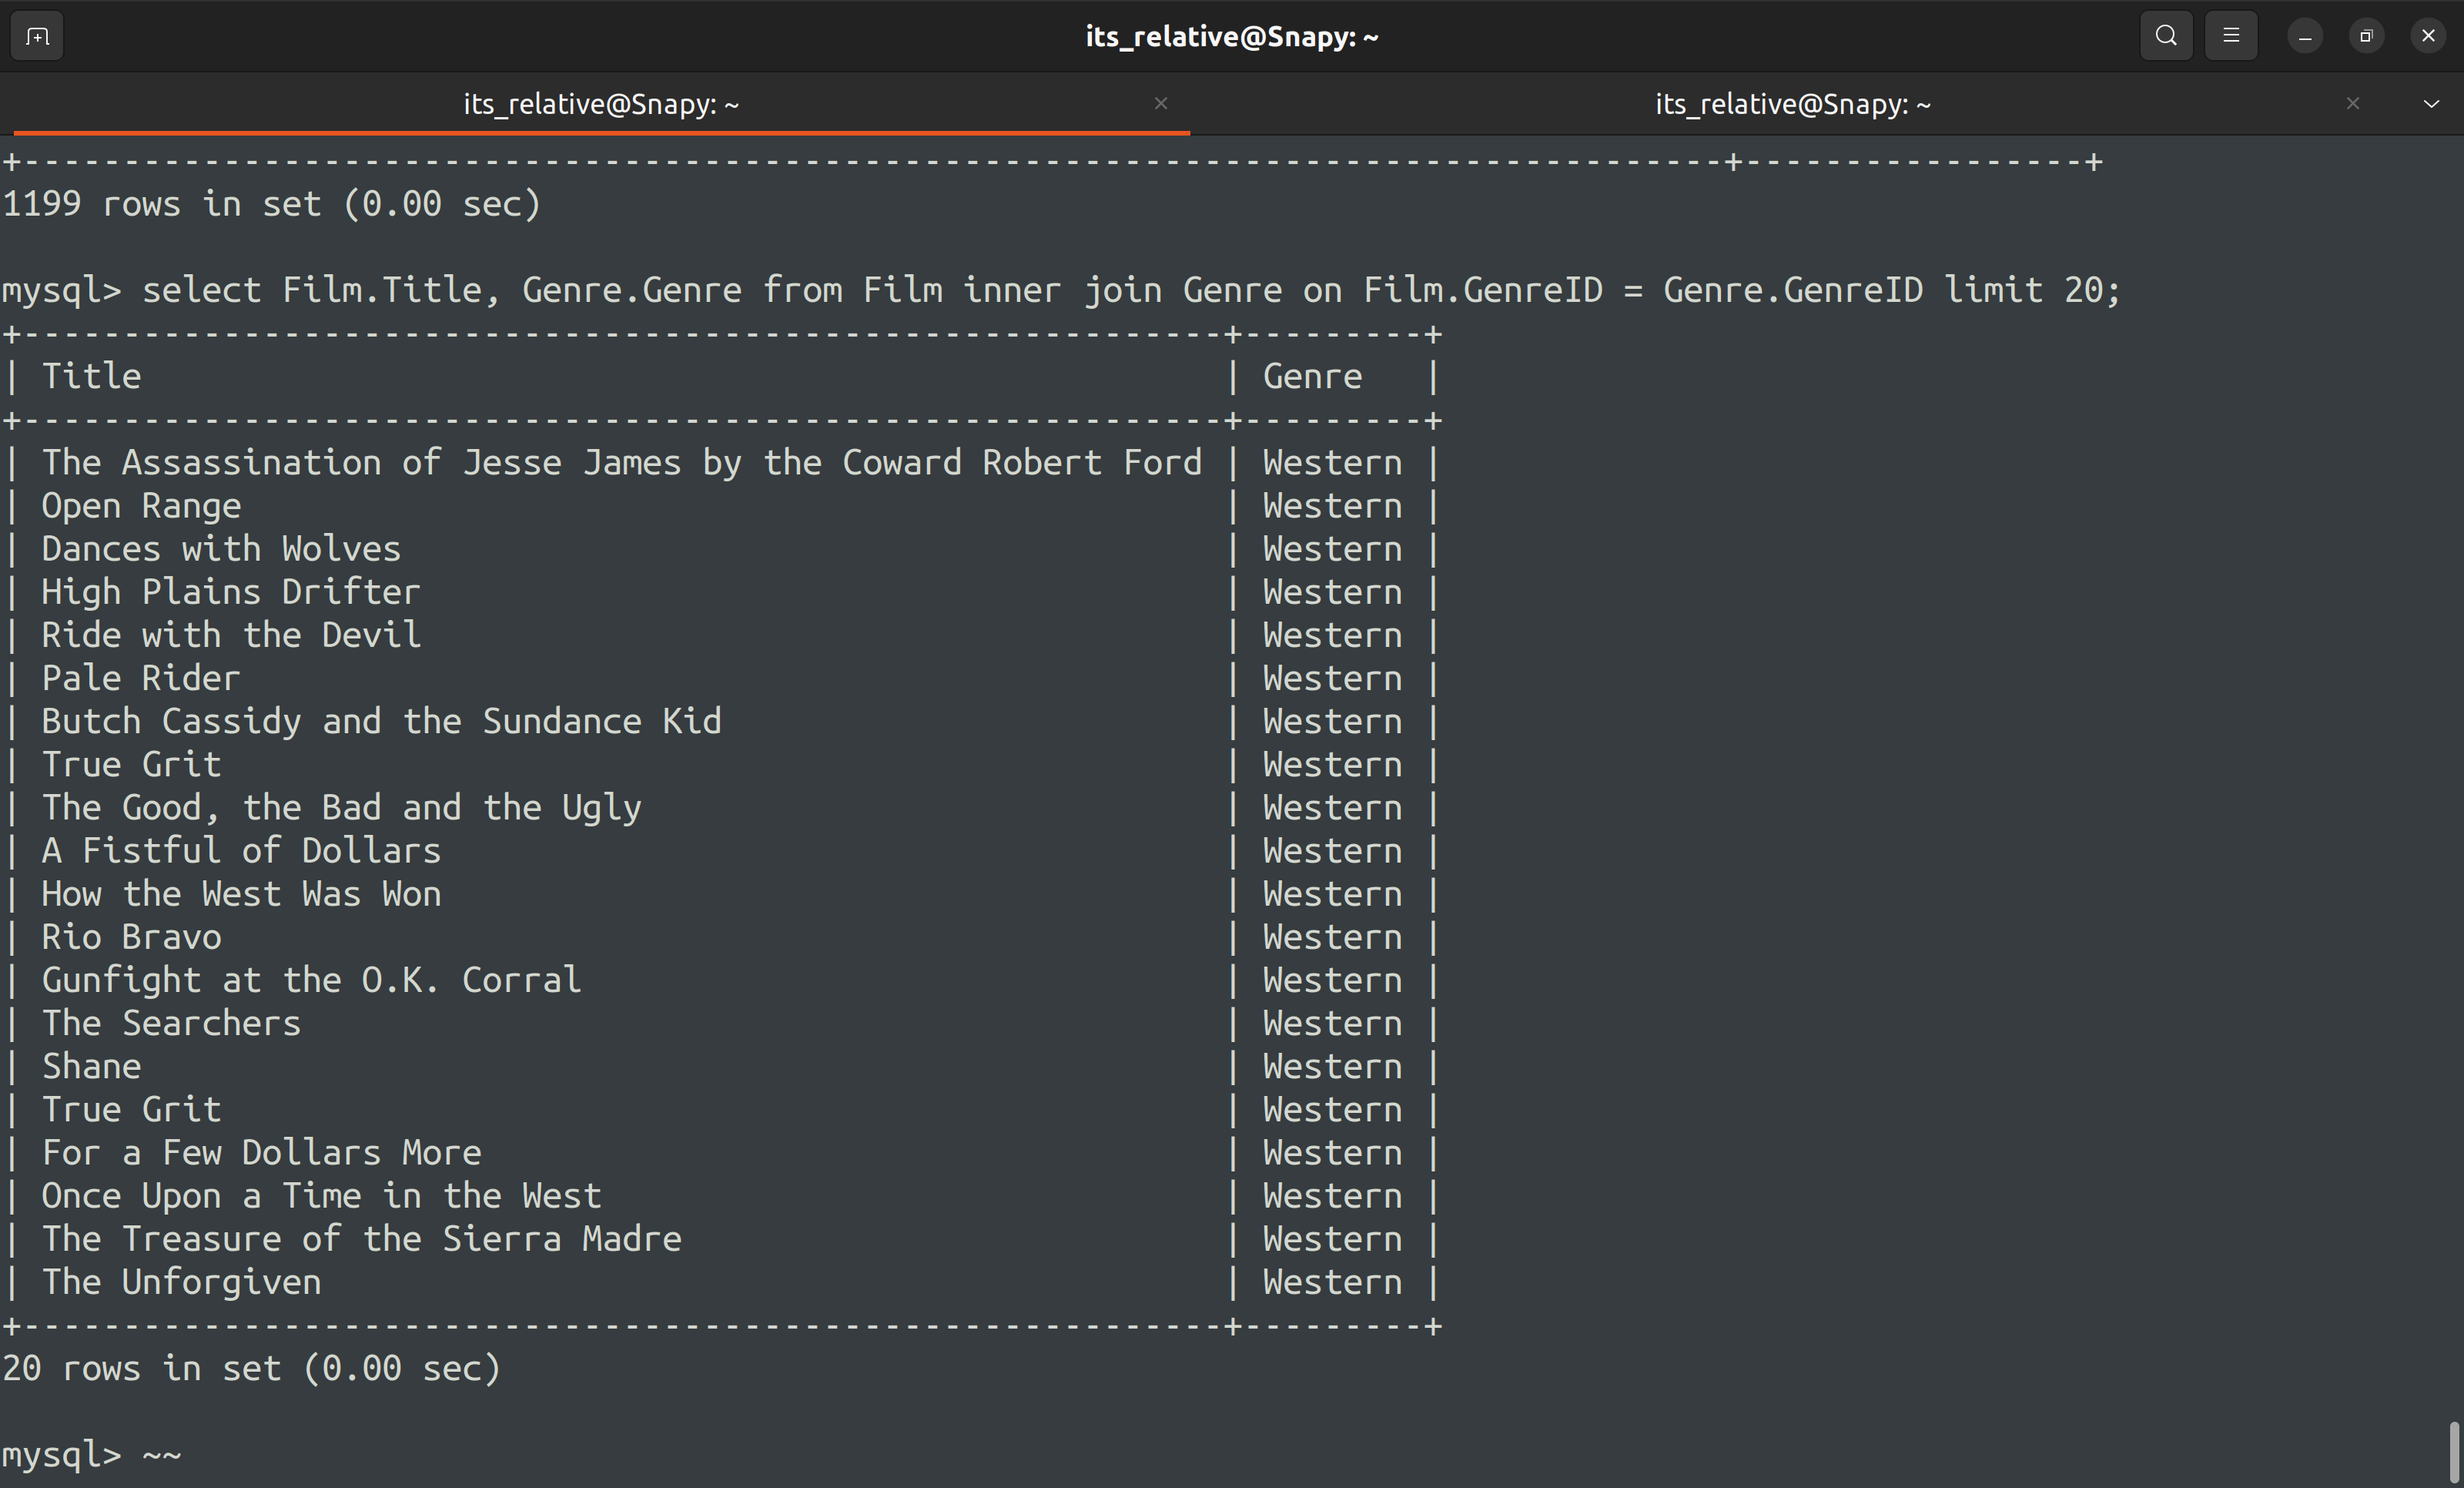 its_relative@Snapy: ~
its_relative@Snapy: ~
its_relative@Snapy: ~
+-------------------------------------------------------------------------------------+-----------------+
1199 rows in set (0.00 sec)
mysql> select Film.Title, Genre.Genre from Film inner join Genre on Film.GenreID = Genre.GenreID limit 20;
+------------------------------------------------------------+---------+
| Title                                                      | Genre   |
+------------------------------------------------------------+---------+
| The Assassination of Jesse James by the Coward Robert Ford | Western |
| Open Range                                                 | Western |
| Dances with Wolves                                         | Western |
| High Plains Drifter                                        | Western |
| Ride with the Devil                                        | Western |
| Pale Rider                                                 | Western |
| Butch Cassidy and the Sundance Kid                         | Western |
| True Grit                                                  | Western |
| The Good, the Bad and the Ugly                             | Western |
| A Fistful of Dollars                                       | Western |
| How the West Was Won                                       | Western |
| Rio Bravo                                                  | Western |
| Gunfight at the O.K. Corral                                | Western |
| The Searchers                                              | Western |
| Shane                                                      | Western |
| True Grit                                                  | Western |
| For a Few Dollars More                                     | Western |
| Once Upon a Time in the West                               | Western |
| The Treasure of the Sierra Madre                           | Western |
| The Unforgiven                                             | Western |
+------------------------------------------------------------+---------+
20 rows in set (0.00 sec)
mysql> ~~